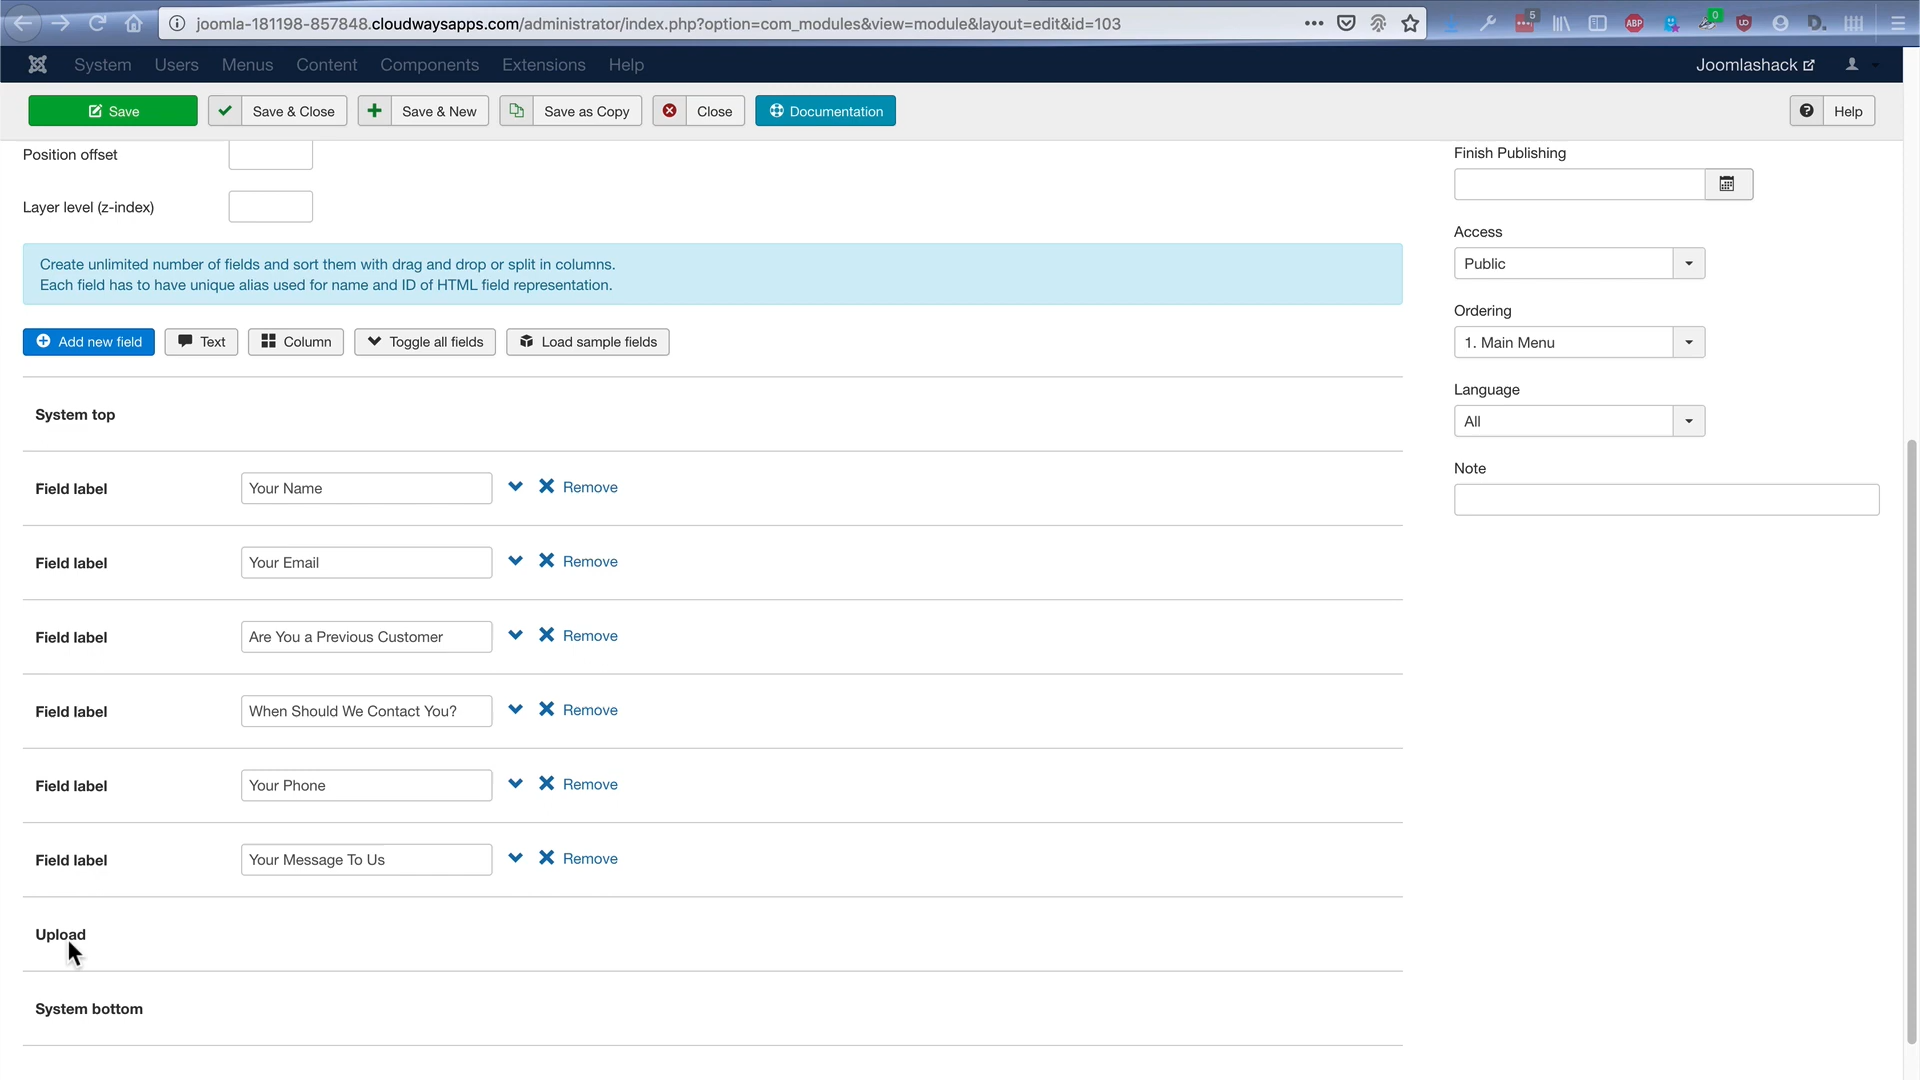 joomla-181198-857848.cloudwaysapps.com/administrator/index.php?option=com_modules&view=module&layout=edit&id=103
5
ABP
0
D.
System
Users
Menus
Content
Components
Extensions
Help
Joomlashack
Save
Save & Close
Save & New
Save as Copy
Close
Documentation
Help
Position offset
Layer level (z-index)
Create unlimited number of fields and sort them with drag and drop or split in columns.
Each field has to have unique alias used for name and ID of HTML field representation.
Add new field
Text
Column
Toggle all fields
Load sample fields
System top
Field label
Your Name
Remove
Field label
Your Email
Remove
Field label
Are You a Previous Customer
Remove
Field label
When Should We Contact You?
Remove
Field label
Your Phone
Remove
Field label
Your Message To Us
Remove
Upload
System bottom
Finish Publishing
Access
Public
Ordering
1. Main Menu
Language
All
Note